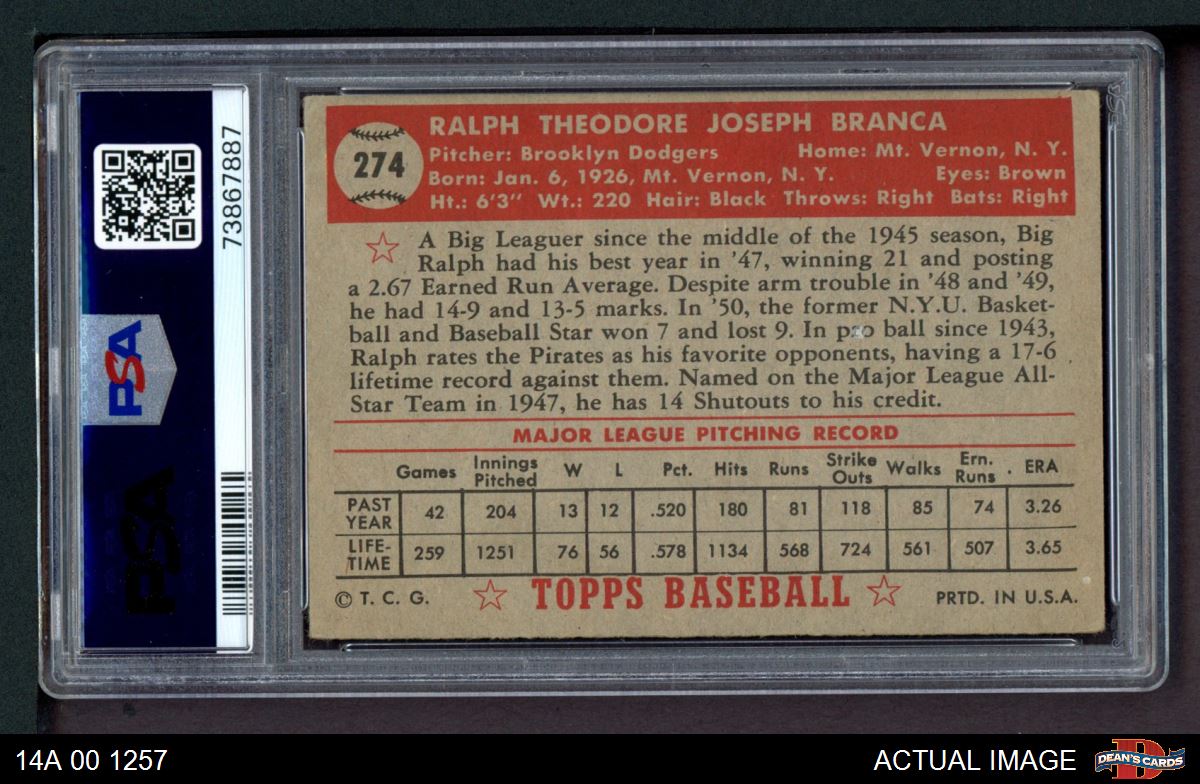 PSA
73867887
PSA
274
RALPH THEODORE JOSEPH BRANCA
Pitcher: Brooklyn Dodgers Home: Mt. Vernon, N. Y.
Born: Jan. 6, 1926, Mt. Vernon, N. Y. Eyes: Brown
Ht.: 6'3" Wt.: 220 Hair: Black Throws: Right Bats: Right
A Big Leaguer since the middle of the 1945 season, Big
Ralph had his best year in '47, winning 21 and posting
a 2.67 Earned Run Average. Despite arm trouble in '48 and '49,
he had 14-9 and 13-5 marks. In '50, the former N.Y.U. Basket-
ball and Baseball Star won 7 and lost 9. In pro ball since 1943,
Ralph rates the Pirates as his favorite opponents, having a 17-6
lifetime record against them. Named on the Major League All-
Star Team in 1947, he has 14 Shutouts to his credit.
MAJOR LEAGUE PITCHING RECORD
Games Innings Pitched W L Pct. Hits Runs Strike Outs Walks Ern. Runs ERA
PAST YEAR 42 204 13 12 .520 180 81 118 85 74 3.26
LIFE-TIME 259 1251 76 56 .578 1134 568 724 561 507 3.65
© T. C. G. TOPPS BASEBALL PRTD. IN U.S.A.
14A 00 1257 ACTUAL IMAGE DEAN'S CARDS